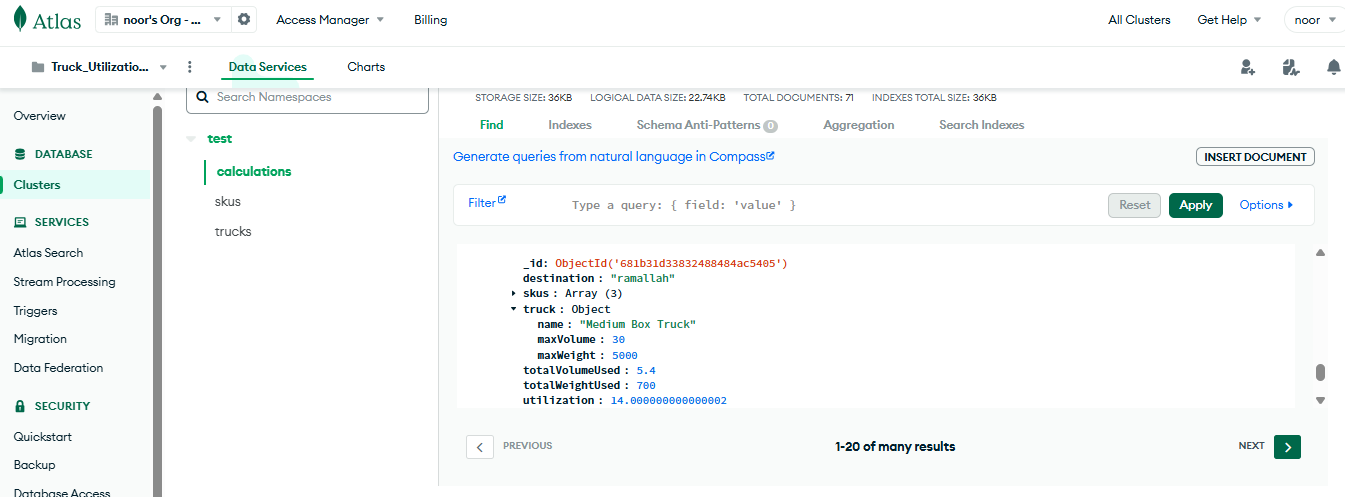 Atlas
noor's Org - ...
Access Manager
Billing
All Clusters
Get Help
noor
Truck_Utilizatio...
Data Services
Charts
Overview
DATABASE
Clusters
SERVICES
Atlas Search
Stream Processing
Triggers
Migration
Data Federation
SECURITY
Quickstart
Backup
Database Access
Search Namespaces
test
calculations
skus
trucks
STORAGE SIZE: 36KB LOGICAL DATA SIZE: 22.74KB TOTAL DOCUMENTS: 71 INDEXES TOTAL SIZE: 36KB
Find Indexes Schema Anti-Patterns 0 Aggregation Search Indexes
Generate queries from natural language in Compass
INSERT DOCUMENT
Filter Type a query: { field: 'value' } Reset Apply Options
_id: ObjectId('681b31d33832488484ac5405')
destination : "ramallah"
skus : Array (3)
truck : Object
name : "Medium Box Truck"
maxVolume : 30
maxWeight : 5000
totalVolumeUsed : 5.4
totalWeightUsed : 700
utilization : 14.000000000000002
PREVIOUS 1-20 of many results NEXT